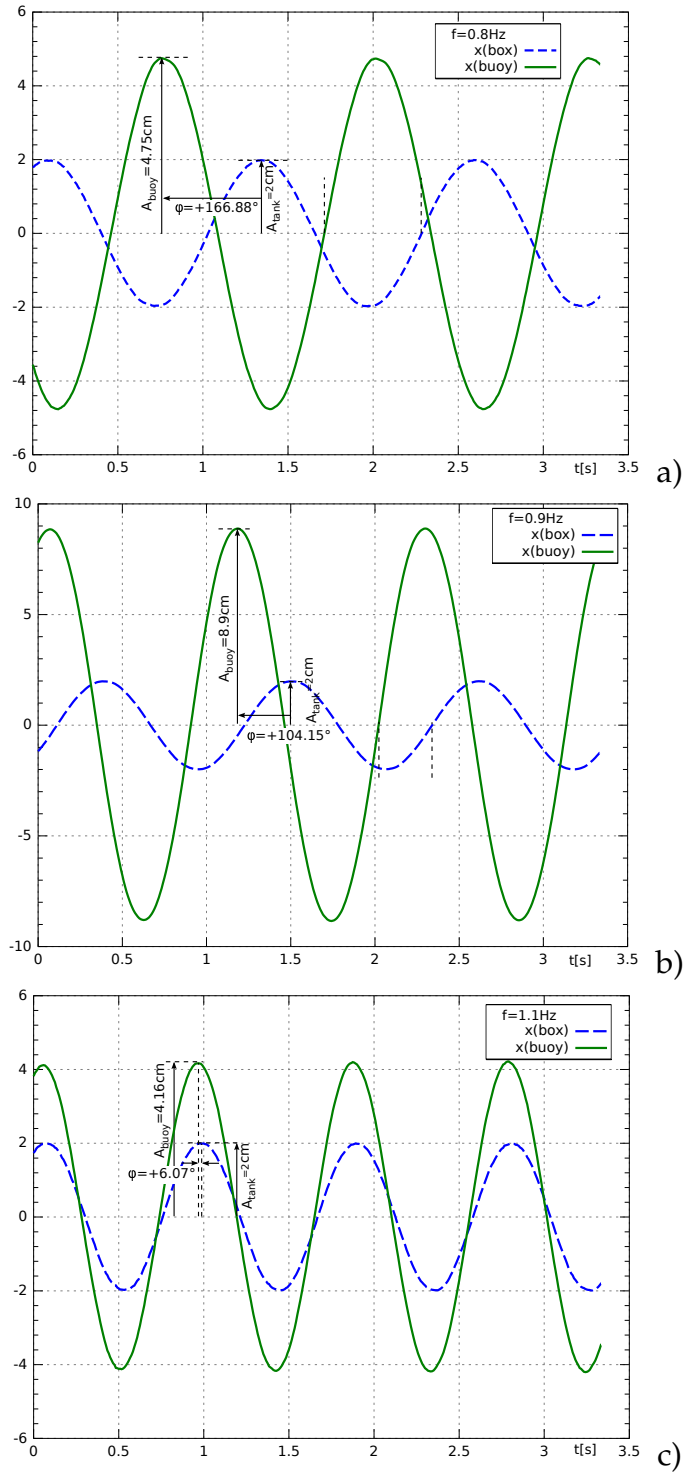 6
4
2
0
-2
-4
-6
f=0.8Hz
x(box)
x(buoy)
A_buoy=4.75cm
φ=+166.88°
A_tank=2cm
0 0.5 1 1.5 2 2.5 3 3.5
t[s]
a)
10
5
0
-5
-10
f=0.9Hz
x(box)
x(buoy)
A_buoy=8.9cm
A_tank=2cm
φ=+104.15°
0 0.5 1 1.5 2 2.5 3 3.5
t[s]
b)
6
4
2
0
-2
-4
-6
f=1.1Hz
x(box)
x(buoy)
A_buoy=4.16cm
φ=+6.07
A_tank=2cm
0 0.5 1 1.5 2 2.5 3 3.5
t[s]
c)